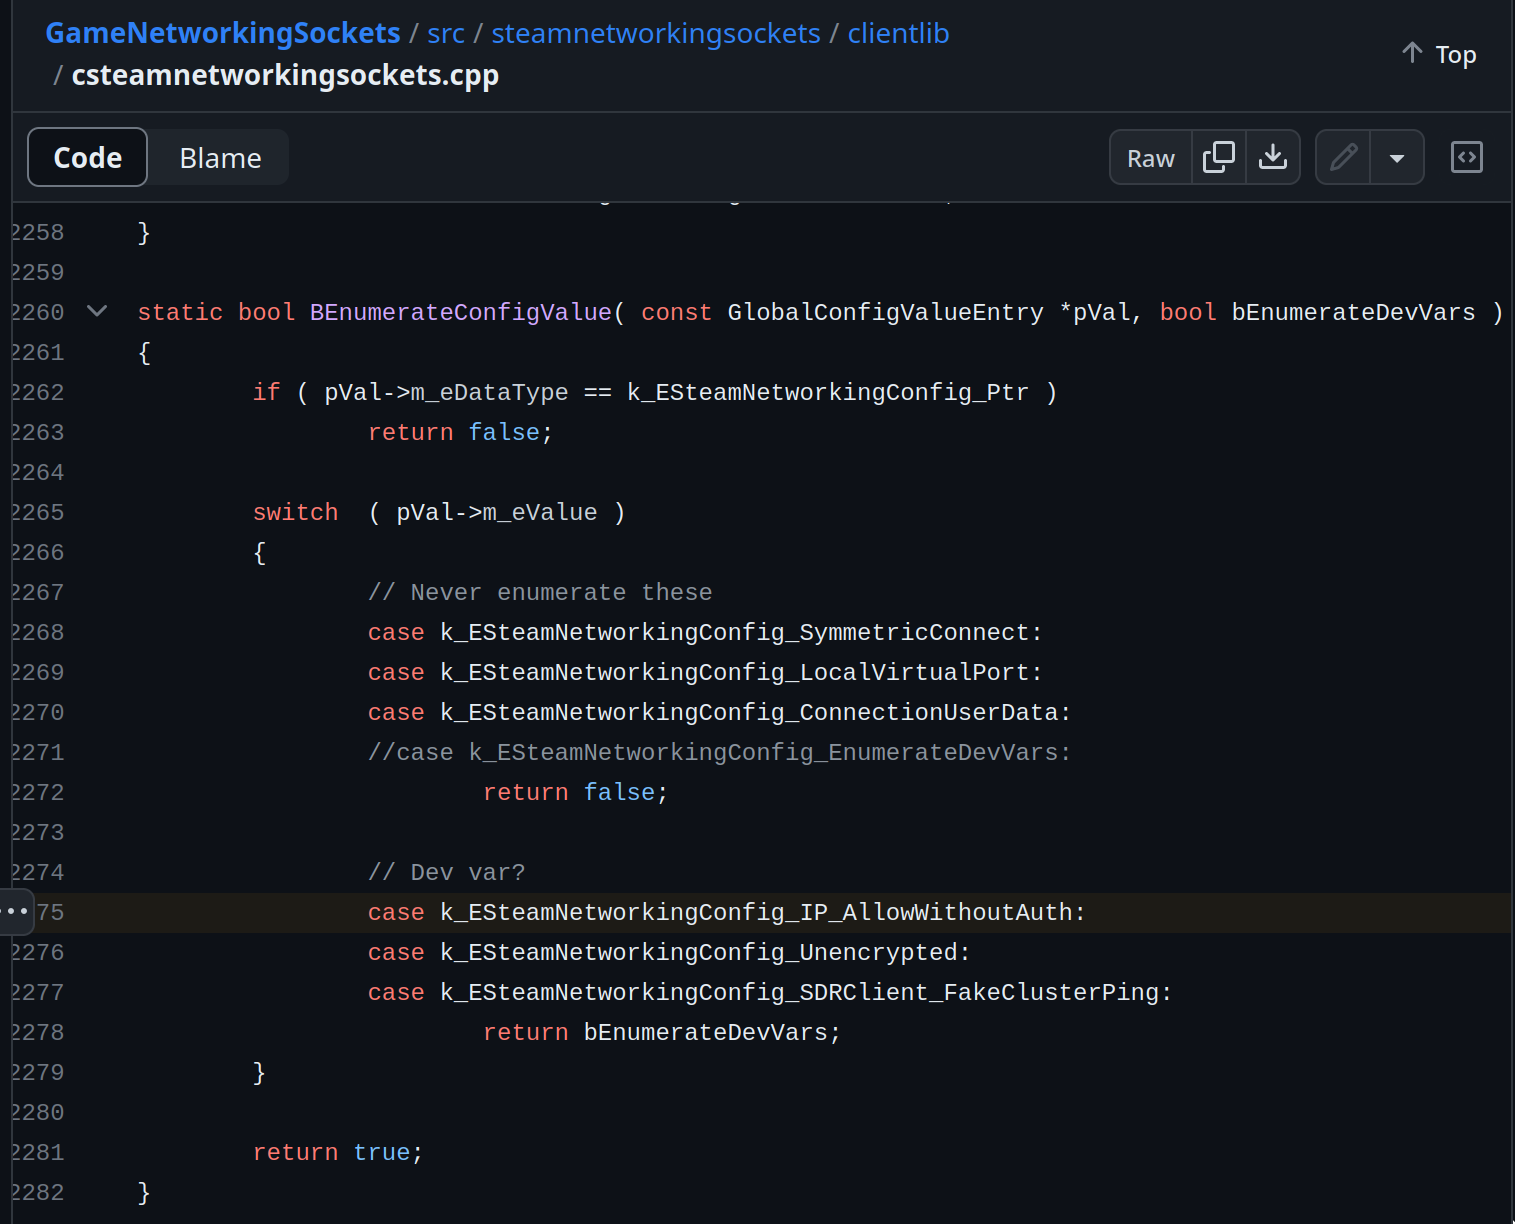 GameNetworkingSockets / src / steamnetworkingsockets / clientlib
/ csteamnetworkingsockets.cpp
Top
Code
Blame
Raw
2258 }
2259
2260 static bool BEnumerateConfigValue( const GlobalConfigValueEntry *pVal, bool bEnumerateDevVars )
2261 {
2262 if ( pVal->m_eDataType == k_ESteamNetworkingConfig_Ptr )
2263 return false;
2264
2265 switch  ( pVal->m_eValue )
2266 {
2267 // Never enumerate these
2268 case k_ESteamNetworkingConfig_SymmetricConnect:
2269 case k_ESteamNetworkingConfig_LocalVirtualPort:
2270 case k_ESteamNetworkingConfig_ConnectionUserData:
2271 //case k_ESteamNetworkingConfig_EnumerateDevVars:
2272 return false;
2273
2274 // Dev var?
75 case k_ESteamNetworkingConfig_IP_AllowWithoutAuth:
2276 case k_ESteamNetworkingConfig_Unencrypted:
2277 case k_ESteamNetworkingConfig_SDRClient_FakeClusterPing:
2278 return bEnumerateDevVars;
2279 }
2280
2281 return true;
2282 }